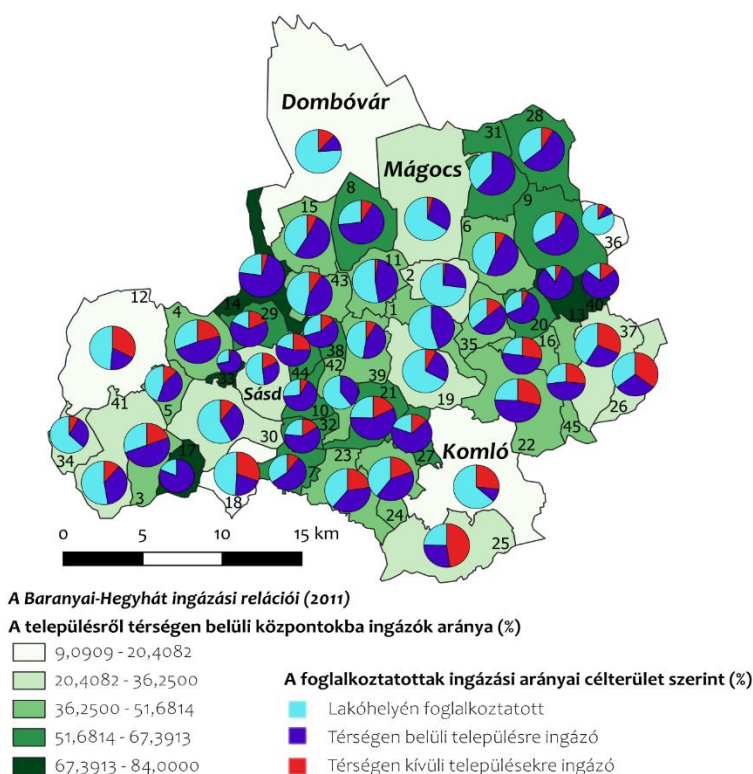 Dombóvár
28
31
Mágocs
8
15
9
6
36
11
2
12
43
4
14
1
40
13
29
20
37
35
16
38
33
44
42
39
Sásd
5
41
19
10
21
26
32
30
34
17
22
45
Komló
23
27
7
3
18
24
25
0 5 10 15 km
A Baranyai-Hegyhát ingázási relációi (2011)
A településről térségen belüli központokba ingázók aránya (%)
9,0909 - 20,4082
20,4082 - 36,2500
36,2500 - 51,6814
51,6814 - 67,3913
67,3913 - 84,0000
A foglalkoztatottak ingázási arányai célterület szerint (%)
Lakóhelyén foglalkoztatott
Térségen belüli településre ingázó
Térségen kívüli településekre ingázó